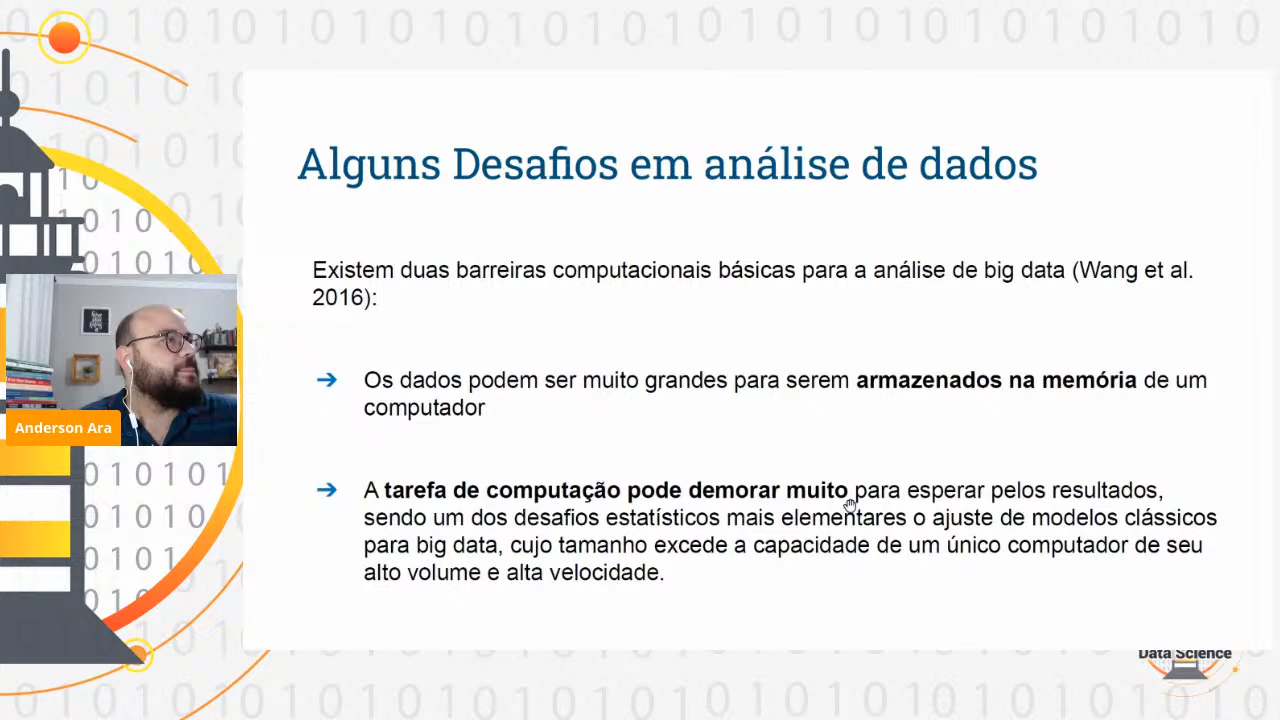 Alguns Desafios em análise de dados
Existem duas barreiras computacionais básicas para a análise de big data (Wang et al.
2016):
➔ Os dados podem ser muito grandes para serem armazenados na memória de um
computador
➔ A tarefa de computação pode demorar muito para esperar pelos resultados,
sendo um dos desafios estatísticos mais elementares o ajuste de modelos clássicos
para big data, cujo tamanho excede a capacidade de um único computador de seu
alto volume e alta velocidade.
Anderson Ara
Data Science